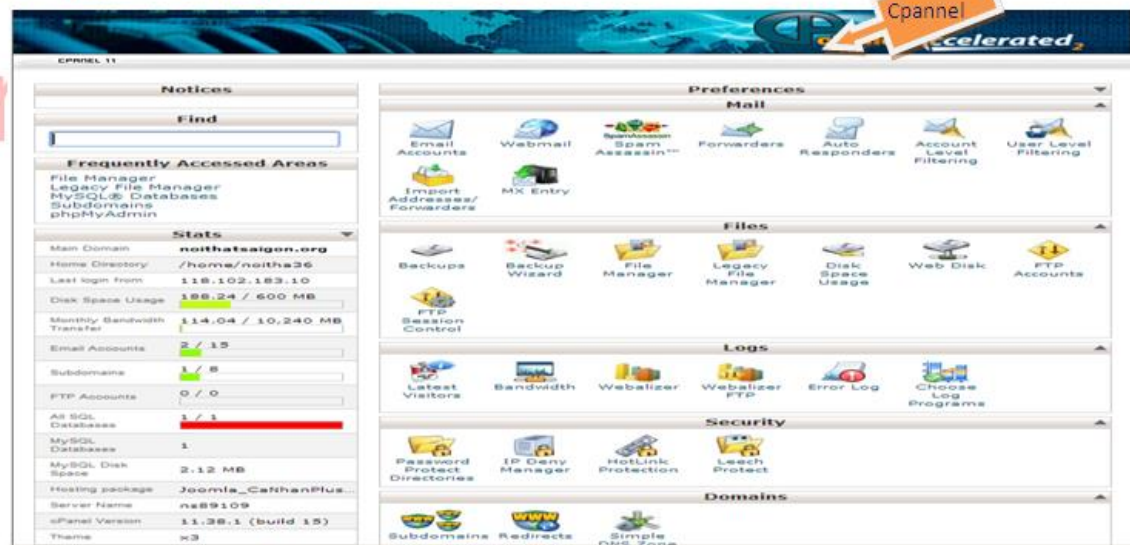 Cpannel
ccelerated2
CPANEL 11
Notices
Find
Frequently Accessed Areas
File Manager
Legacy File Manager
MySQL® Databases
Subdomains
phpMyAdmin
Stats
Main Domain noithatsaigon.org
Home Directory /home/noitha36
Last login from 118.102.183.10
Disk Space Usage 188.24 / 600 MB
Monthly Bandwidth Transfer 114.04 / 10,240 MB
Email Accounts 2 / 15
Subdomains 1 / 8
FTP Accounts 0 / 0
All SQL Databases 1 / 1
MySQL Databases 1
MySQL Disk Space 2.12 MB
Hosting package Joomla_CaNhanPlus...
Server Name ns89109
cPanel Version 11.38.1 (build 15)
Theme x3
Preferences
Mail
Email Accounts
Webmail
SpamAssassin
Spam Assassin™
Forwarders
Auto Responders
Account Level Filtering
User Level Filtering
Import Addresses/ Forwarders
MX Entry
Files
Backups
Backup Wizard
File Manager
Legacy File Manager
Disk Space Usage
Web Disk
FTP Accounts
FTP Session Control
Logs
Latest Visitors
Bandwidth
Webalizer
Webalizer FTP
Error Log
Choose Log Programs
Security
Password Protect Directories
IP Deny Manager
HotLink Protection
Leech Protect
Domains
Subdomains
WWW
Redirects
Simple DNS Zone